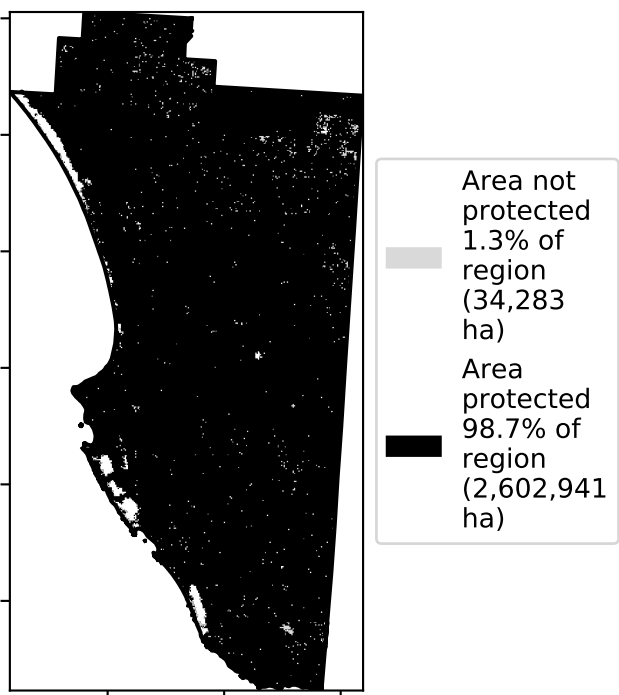 Area not
protected
1.3% of
region
(34,283
ha)
Area
protected
98.7% of
region
(2,602,941
ha)